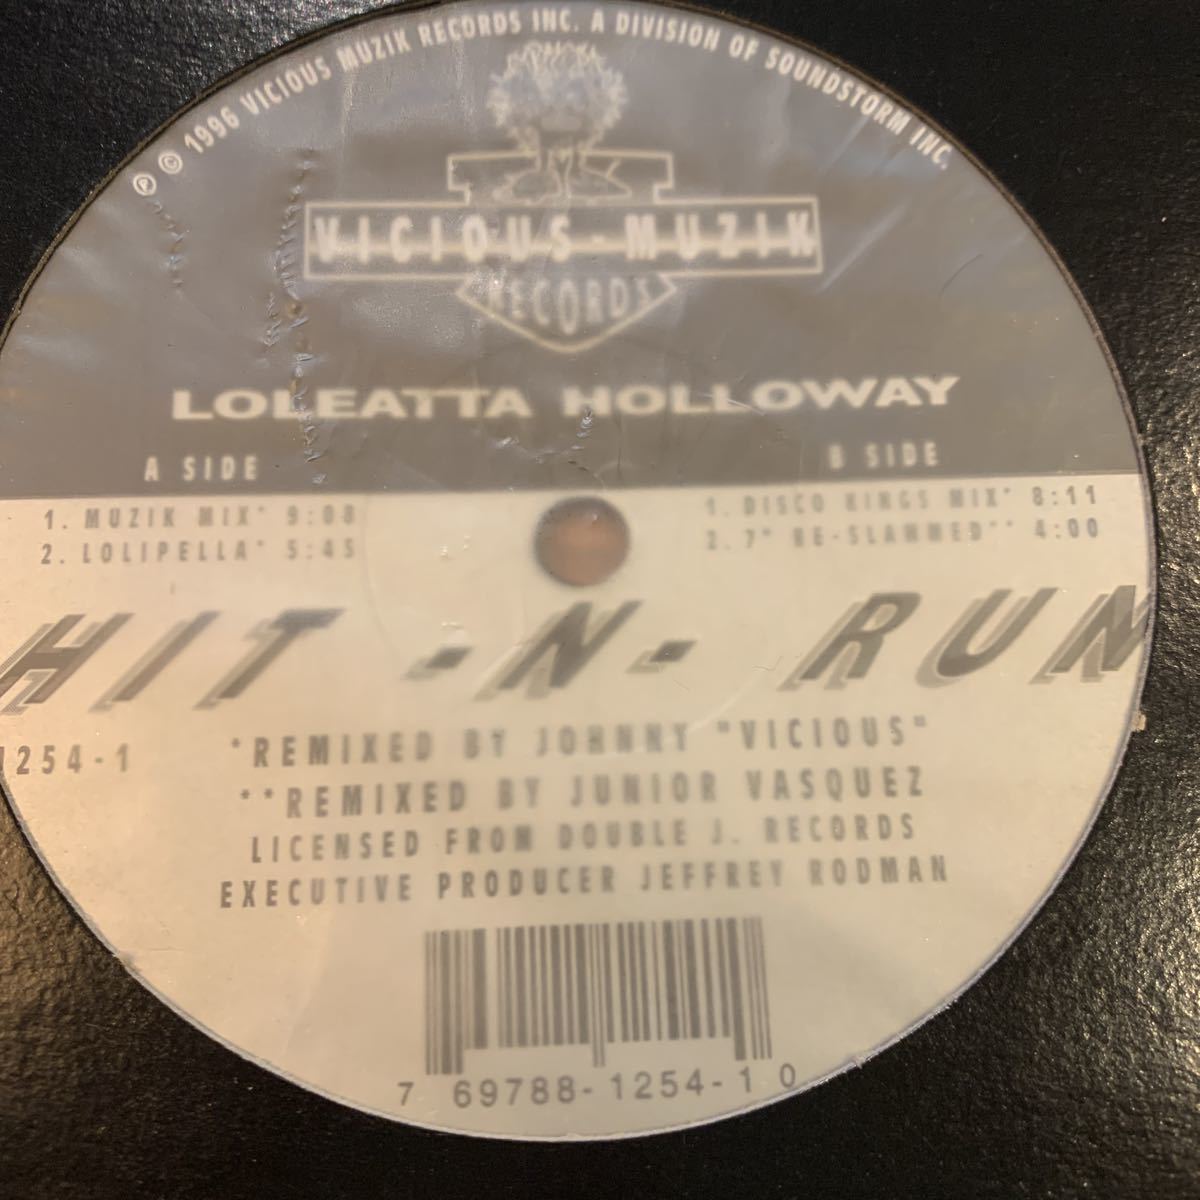 ℗ © 1996 VICIOUS MUZIK RECORDS INC. A DIVISION OF SOUNDSTORM INC.
VICIOUS-MUZIK
RECORDS
LOLEATTA HOLLOWAY
A SIDE
1. MUZIK MIX* 9:08
2. LOLIPELLA* 5:45
B SIDE
1. DISCO KINGS MIX* 8:11
2. 7" RE-SLAMMED** 4:00
HIT -N- RUN
1254-1
*REMIXED BY JOHNNY "VICIOUS"
**REMIXED BY JUNIOR VASQUEZ
LICENSED FROM DOUBLE J. RECORDS
EXECUTIVE PRODUCER JEFFREY RODMAN
7 69788-1254-1 0